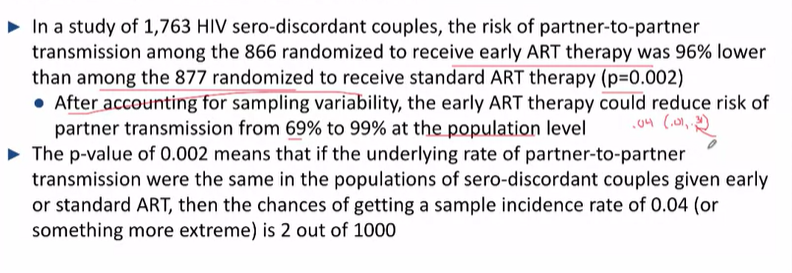 ► In a study of 1,763 HIV sero-discordant couples, the risk of partner-to-partner
transmission among the 866 randomized to receive early ART therapy was 96% lower
than among the 877 randomized to receive standard ART therapy (p=0.002)
• After accounting for sampling variability, the early ART therapy could reduce risk of
partner transmission from 69% to 99% at the population level
.04 (.01, .31)
► The p-value of 0.002 means that if the underlying rate of partner-to-partner
transmission were the same in the populations of sero-discordant couples given early
or standard ART, then the chances of getting a sample incidence rate of 0.04 (or
something more extreme) is 2 out of 1000